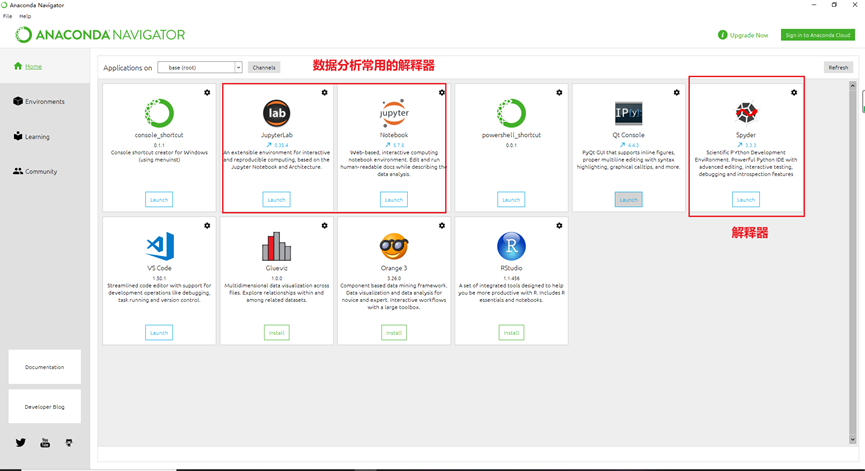 Anaconda Navigator
File Help
ANACONDA NAVIGATOR
Upgrade Now
Sign in to Anaconda Cloud
Home
Environments
Learning
Community
Documentation
Developer Blog
Applications on
base (root)
Channels
数据分析常用的解释器
Refresh
console_shortcut
0.1.1
Console shortcut creator for Windows
(using menuinst)
Launch
lab
JupyterLab
0.35.4
An extensible environment for interactive
and reproducible computing, based on the
Jupyter Notebook and Architecture.
Launch
jupyter
Notebook
5.7.8
Web-based, interactive computing
notebook environment. Edit and run
human-readable docs while describing the
data analysis.
Launch
powershell_shortcut
0.0.1
Launch
IP[y]:
Qt Console
4.4.3
PyQt GUI that supports inline figures,
proper multiline editing with syntax
highlighting, graphical calltips, and more.
Launch
Spyder
3.3.3
Scientific PYthon Development
EnviRonment. Powerful Python IDE with
advanced editing, interactive testing,
debugging and introspection features
Launch
解释器
VS Code
1.30.1
Streamlined code editor with support for
development operations like debugging,
task running and version control.
Launch
Glueviz
1.0.0
Multidimensional data visualization across
files. Explore relationships within and
among related datasets.
Install
Orange 3
3.26.0
Component based data mining framework.
Data visualization and data analysis for
novice and expert. Interactive workflows
with a large toolbox.
Install
R
RStudio
1.1.456
A set of integrated tools designed to help
you be more productive with R. Includes R
essentials and notebooks.
Install